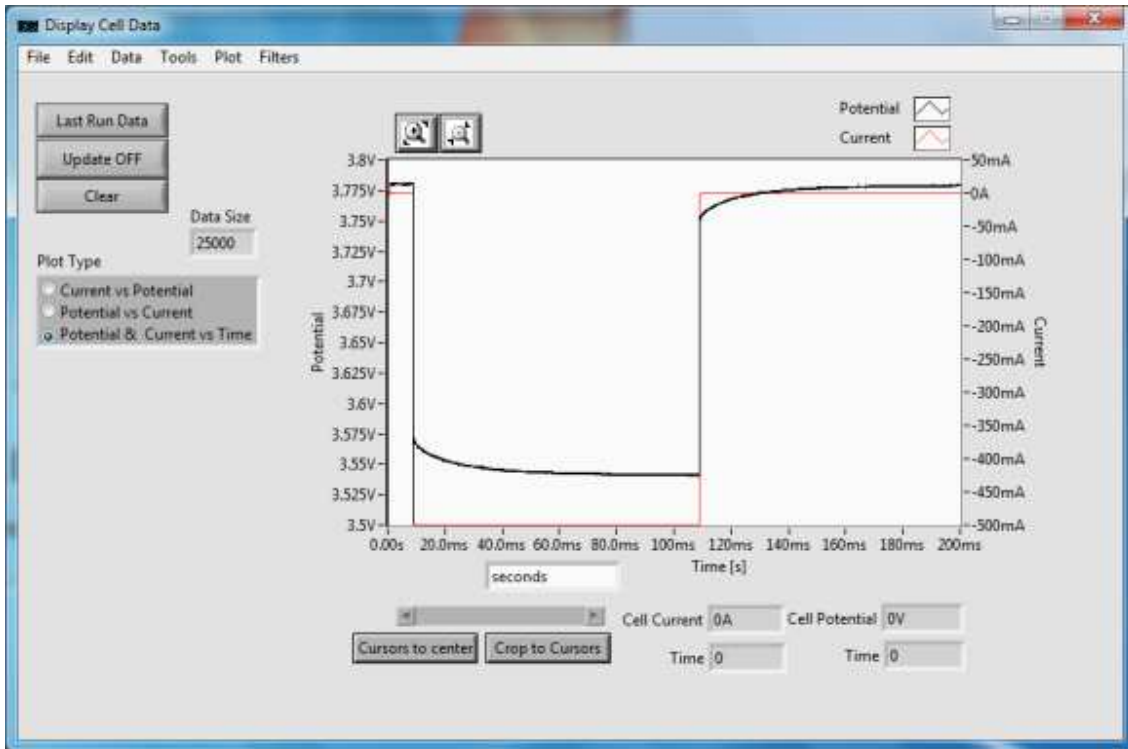 Display Cell Data
File Edit Data Tools Plot Filters
Last Run Data
Update OFF
Clear
Data Size
25000
Plot Type
Current vs Potential
Potential vs Current
Potential & Current vs Time
Potential
Current
3.8V
3.775V
3.75V
3.725V
3.7V
3.675V
3.65V
3.625V
3.6V
3.575V
3.55V
3.525V
3.5V
Potential
50mA
0A
-50mA
-100mA
-150mA
-200mA
-250mA
-300mA
-350mA
-400mA
-450mA
-500mA
Current
0.00s 20.0ms 40.0ms 60.0ms 80.0ms 100ms 120ms 140ms 160ms 180ms 200ms
Time [s]
seconds
Cursors to center Crop to Cursors
Cell Current 0A Cell Potential 0V
Time 0 Time 0